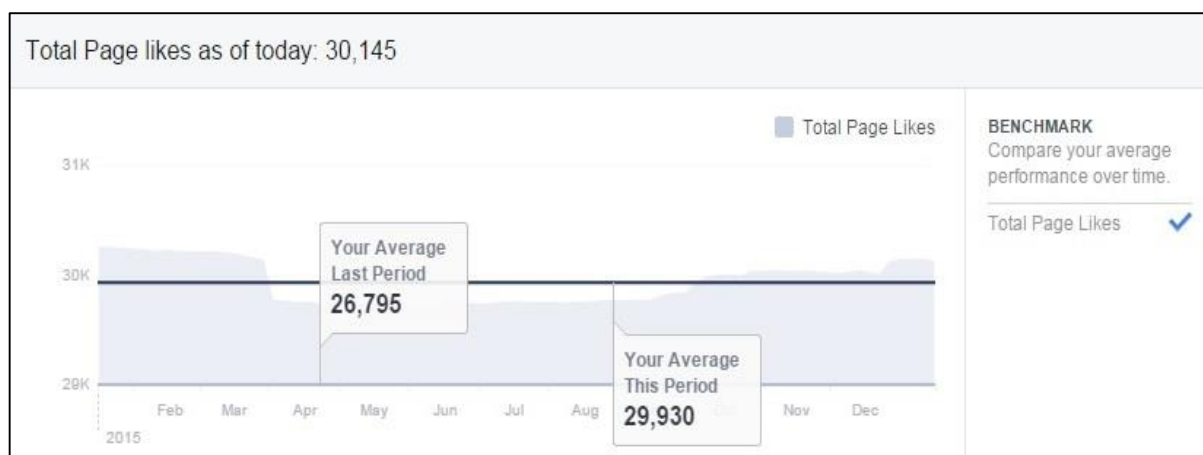 Total Page likes as of today: 30,145
Total Page Likes
BENCHMARK
Compare your average
performance over time.
Total Page Likes
31K
30K
29K
Your Average
Last Period
26,795
Your Average
This Period
29,930
Feb Mar Apr May Jun Jul Aug Nov Dec
2015